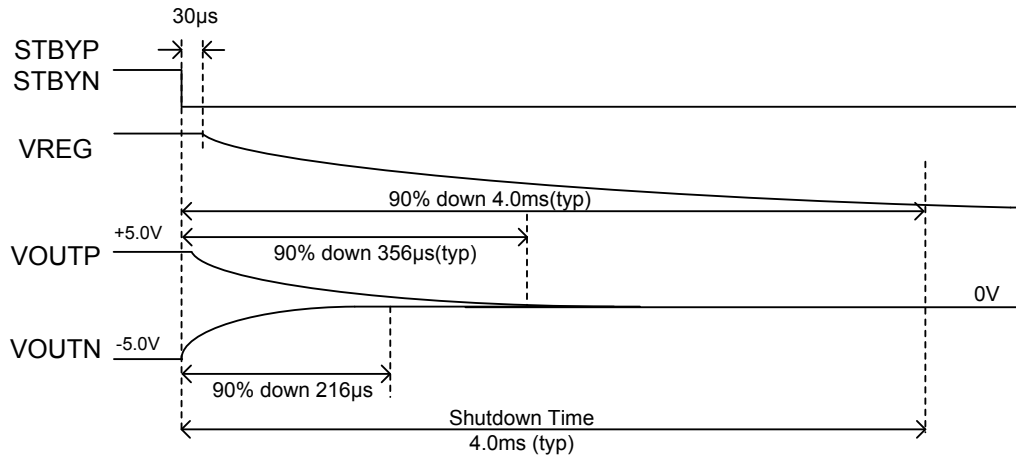 30µs
STBYP
STBYN
VREG
90% down 4.0ms(typ)
+5.0V
90% down 356µs(typ)
VOUTP
0V
-5.0V
VOUTN
90% down 216µs
Shutdown Time
4.0ms (typ)